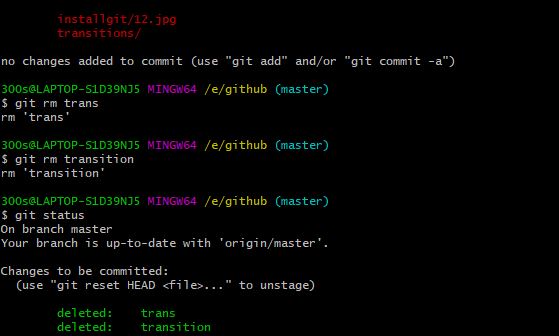 installgit/12.jpg
transitions/
no changes added to commit (use "git add" and/or "git commit -a")
300s@LAPTOP-S1D39NJ5 MINGW64 /e/github (master)
$ git rm trans
rm 'trans'
300s@LAPTOP-S1D39NJ5 MINGW64 /e/github (master)
$ git rm transition
rm 'transition'
300s@LAPTOP-S1D39NJ5 MINGW64 /e/github (master)
$ git status
On branch master
Your branch is up-to-date with 'origin/master'.
Changes to be committed:
(use "git reset HEAD <file>..." to unstage)
deleted: trans
deleted: transition